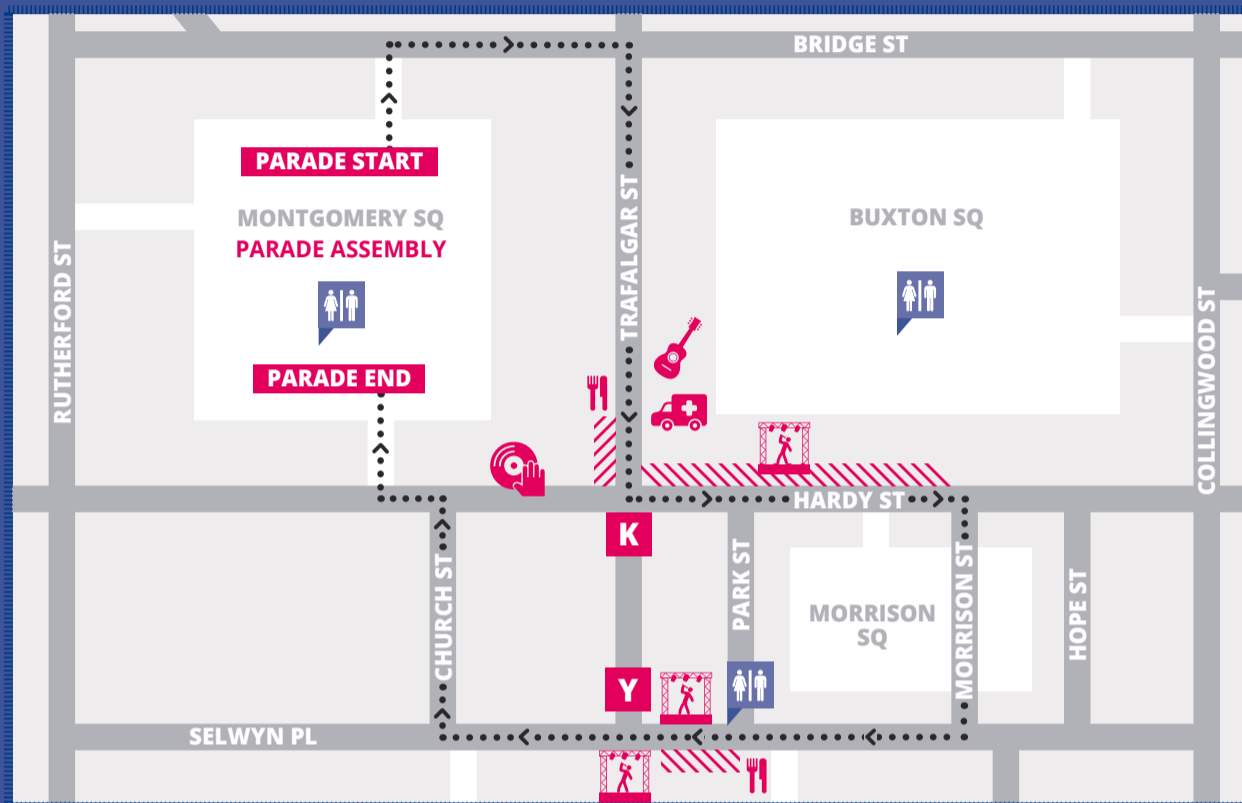 BRIDGE ST
PARADE START
MONTGOMERY SQ
PARADE ASSEMBLY
BUXTON SQ
RUTHERFORD ST
TRAFALGAR ST
COLLINGWOOD ST
PARADE END
HARDY ST
K
CHURCH ST
PARK ST
MORRISON
SQ
MORRISON ST
HOPE ST
Y
SELWYN PL